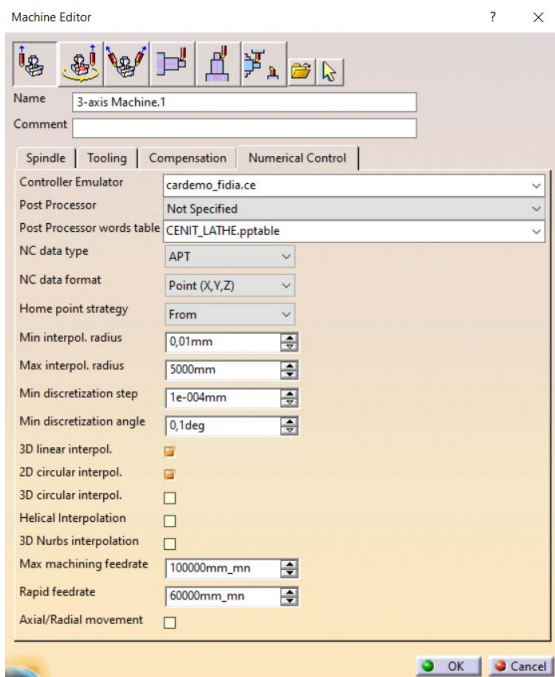 Machine Editor ? ×
Name 3-axis Machine.1
Comment
Spindle Tooling Compensation Numerical Control
Controller Emulator cardemo_fidia.ce
Post Processor Not Specified
Post Processor words table CENIT_LATHE.pptable
NC data type APT
NC data format Point (X,Y,Z)
Home point strategy From
Min interpol. radius 0,01mm
Max interpol. radius 5000mm
Min discretization step 1e-004mm
Min discretization angle 0,1deg
3D linear interpol.
2D circular interpol.
3D circular interpol.
Helical Interpolation
3D Nurbs interpolation
Max machining feedrate 100000mm_mn
Rapid feedrate 60000mm_mn
Axial/Radial movement
OK Cancel